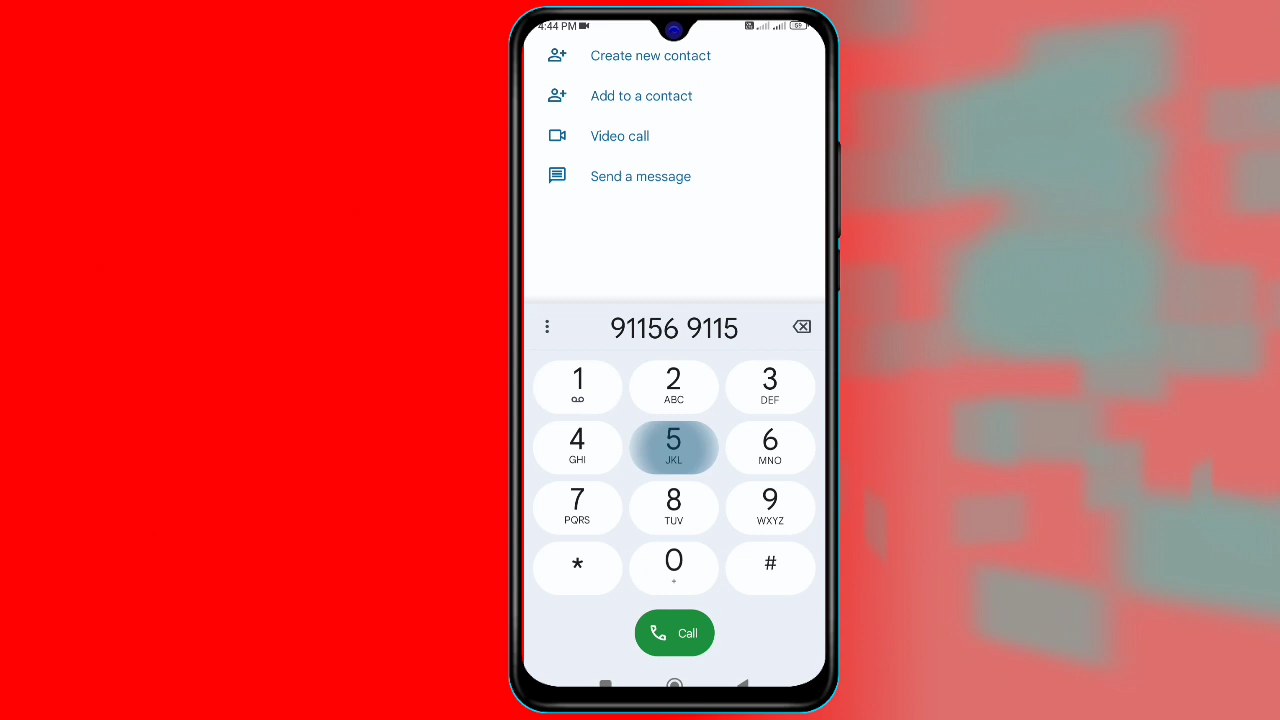 4:44 PM
59
Create new contact
Add to a contact
Video call
Send a message
91156 9115
1 2 3
ABC DEF
4 5 6
GHI JKL MNO
7 8 9
PQRS TUV WXYZ
* 0 #
+
Call